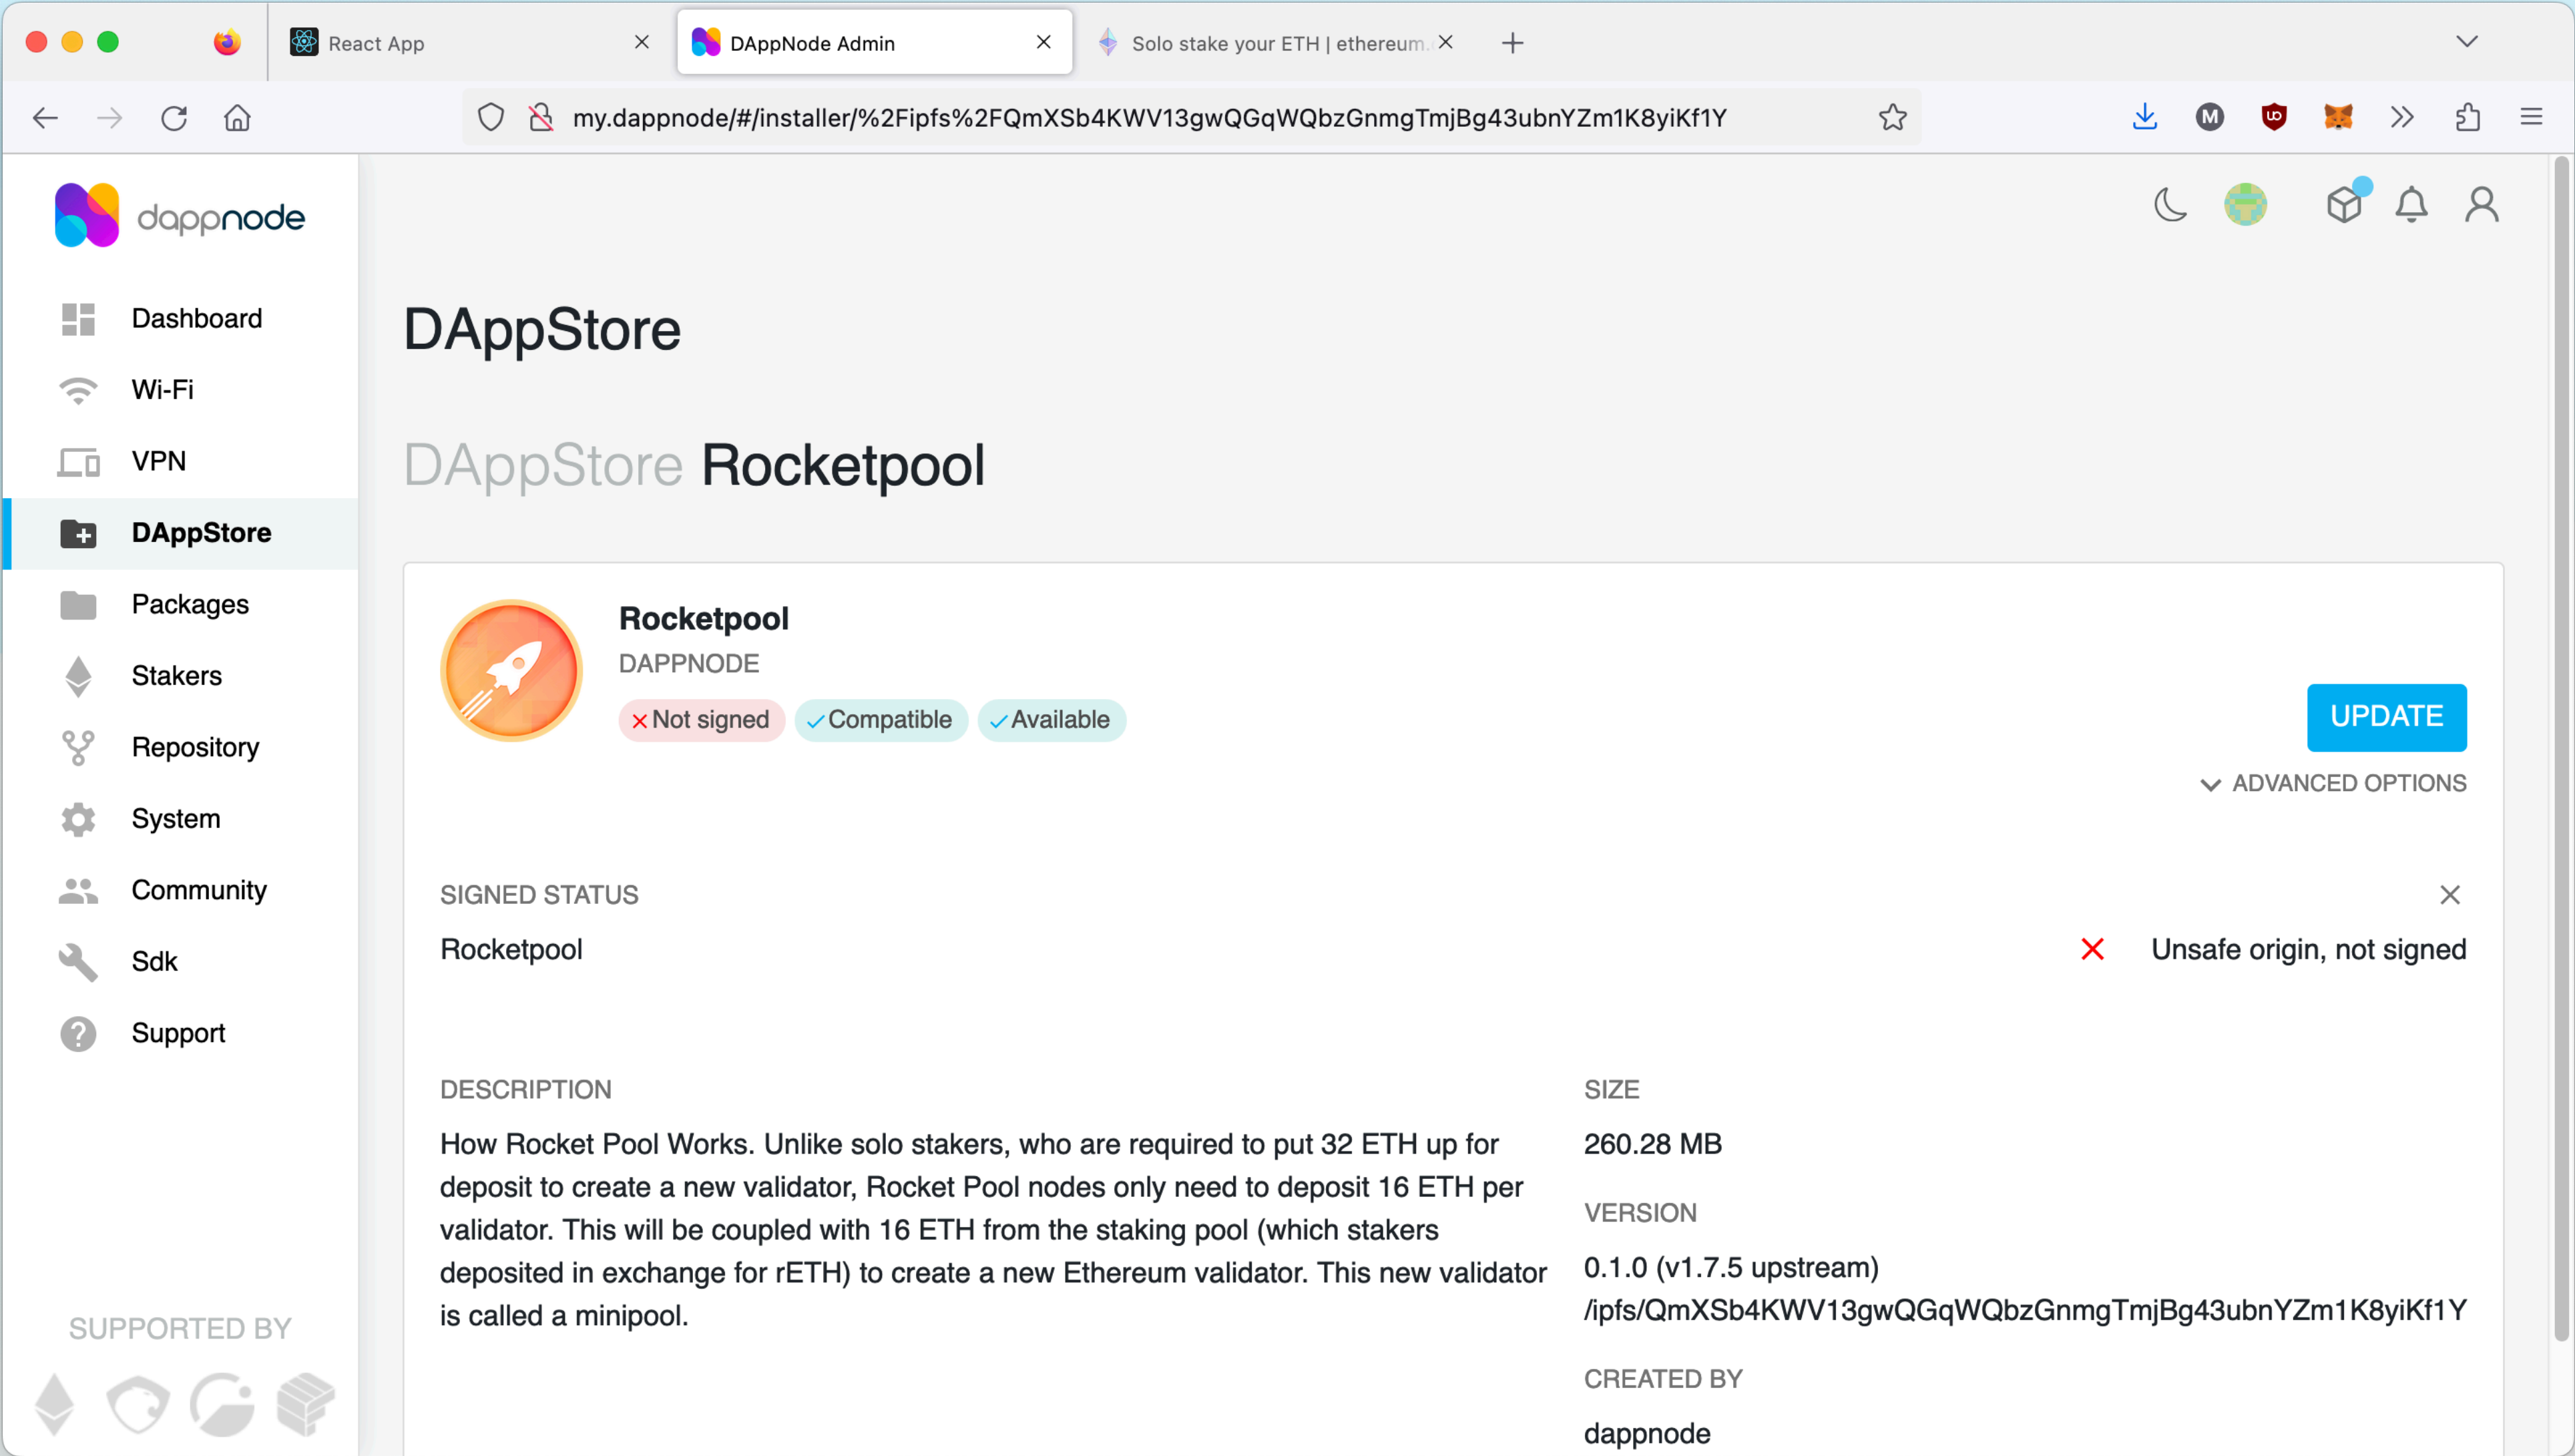 React App
DAppNode Admin
Solo stake your ETH | ethereum.
my.dappnode/#/installer/%2Fipfs%2FQmXSb4KWV13gwQGqWQbzGnmgTmjBg43ubnYZm1K8yiKf1Y
M
dappnode
Dashboard
Wi-Fi
VPN
DAppStore
Packages
Stakers
Repository
System
Community
Sdk
Support
SUPPORTED BY
DAppStore
DAppStore Rocketpool
Rocketpool
DAPPNODE
Not signed
Compatible
Available
UPDATE
ADVANCED OPTIONS
SIGNED STATUS
Rocketpool
Unsafe origin, not signed
DESCRIPTION
How Rocket Pool Works. Unlike solo stakers, who are required to put 32 ETH up for
deposit to create a new validator, Rocket Pool nodes only need to deposit 16 ETH per
validator. This will be coupled with 16 ETH from the staking pool (which stakers
deposited in exchange for rETH) to create a new Ethereum validator. This new validator
is called a minipool.
SIZE
260.28 MB
VERSION
0.1.0 (v1.7.5 upstream)
/ipfs/QmXSb4KWV13gwQGqWQbzGnmgTmjBg43ubnYZm1K8yiKf1Y
CREATED BY
dappnode